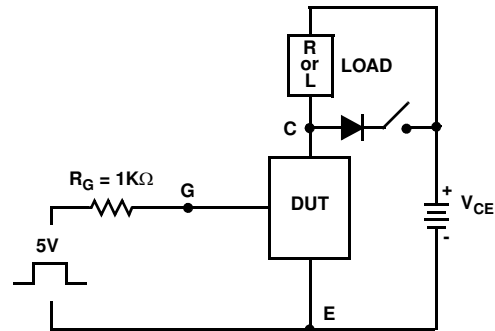 R
or
L
LOAD
C
R_G = 1KΩ
G
DUT
+
V_CE
-
5V
E